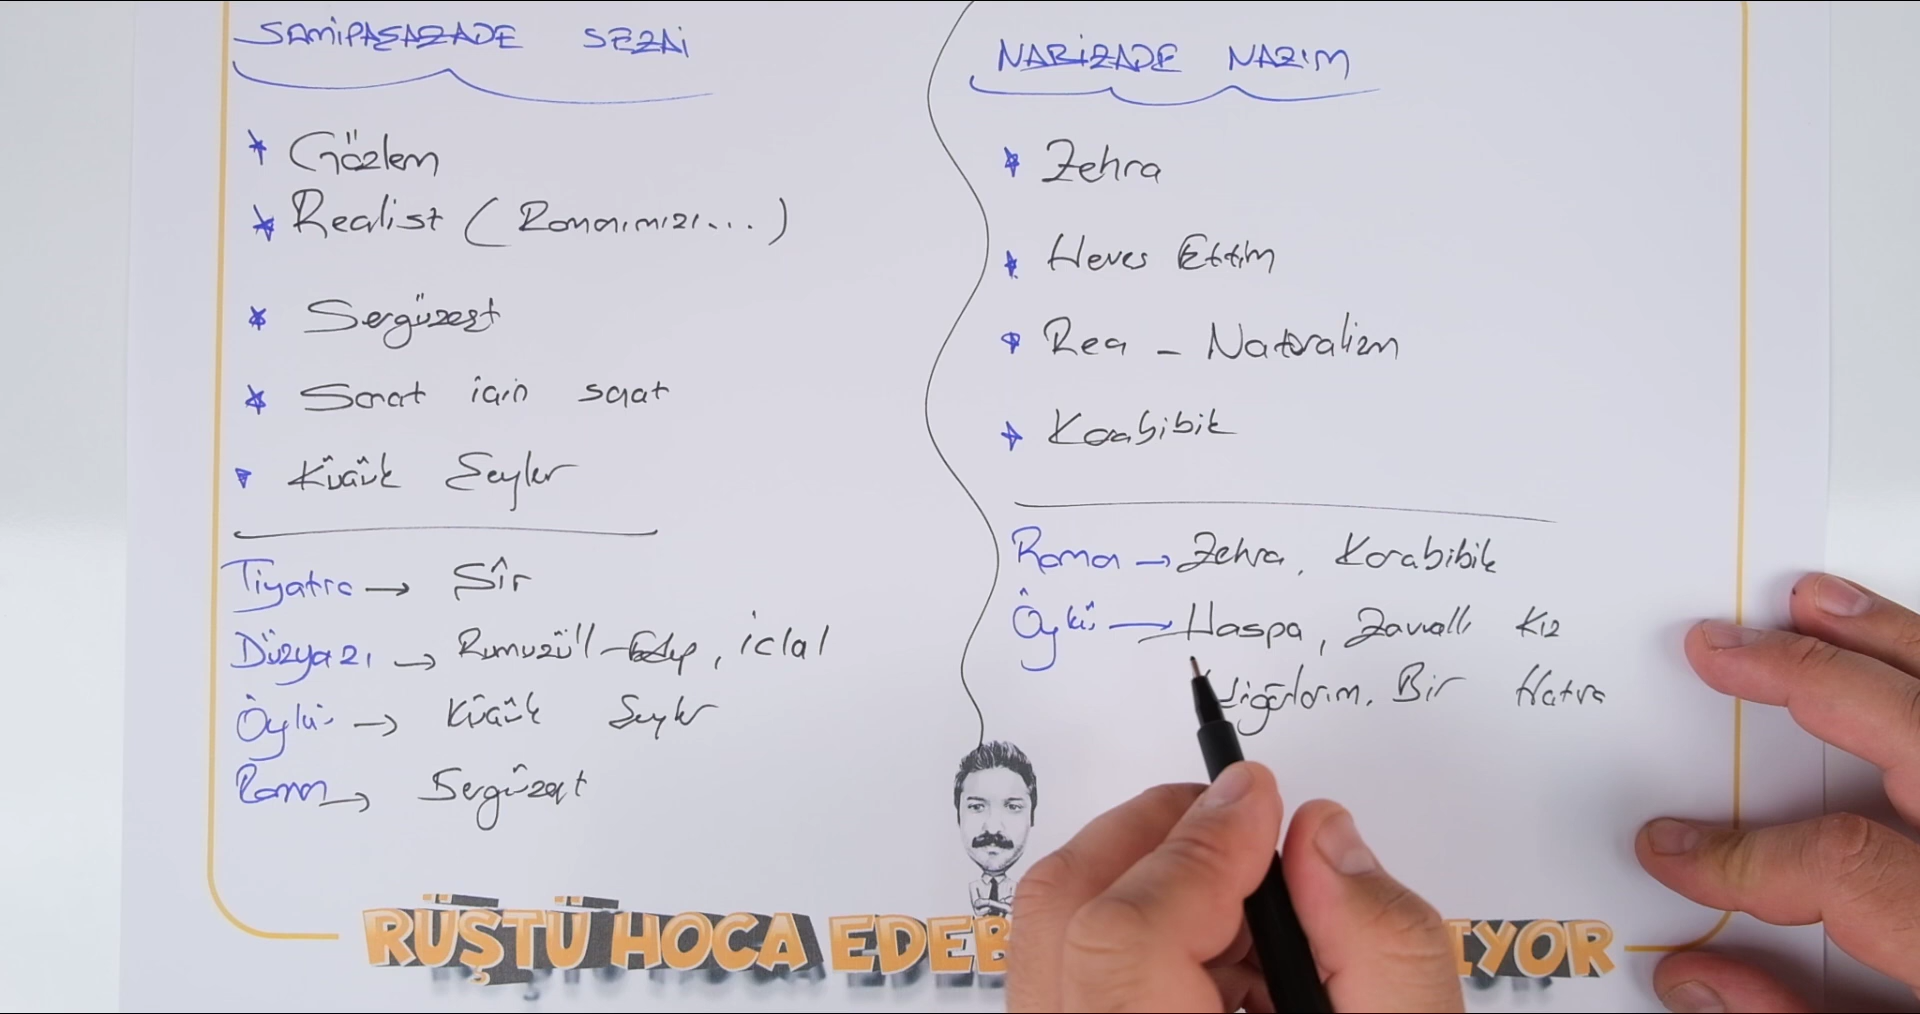 SAMİPAŞAZADE SEZAİ
Gözlem
Realist (Romanımızı...)
Sergüzeşt
Sanat için saat
Küçük Şeyler
Tiyatro → Şîr
Düzyazı → Rumuzü'l-Edep, İclal
Öykü → Küçük Şeyler
Roman → Sergüzeşt
NABİZADE NAZIM
Zehra
Heves Ettim
Rea - Naturalizm
Karabibik
Roman → Zehra, Karabibik
Öykü → Haspa, Zavallı Kız
Bir Hatıra
RÜŞTÜ HOCA EDEB
IYOR